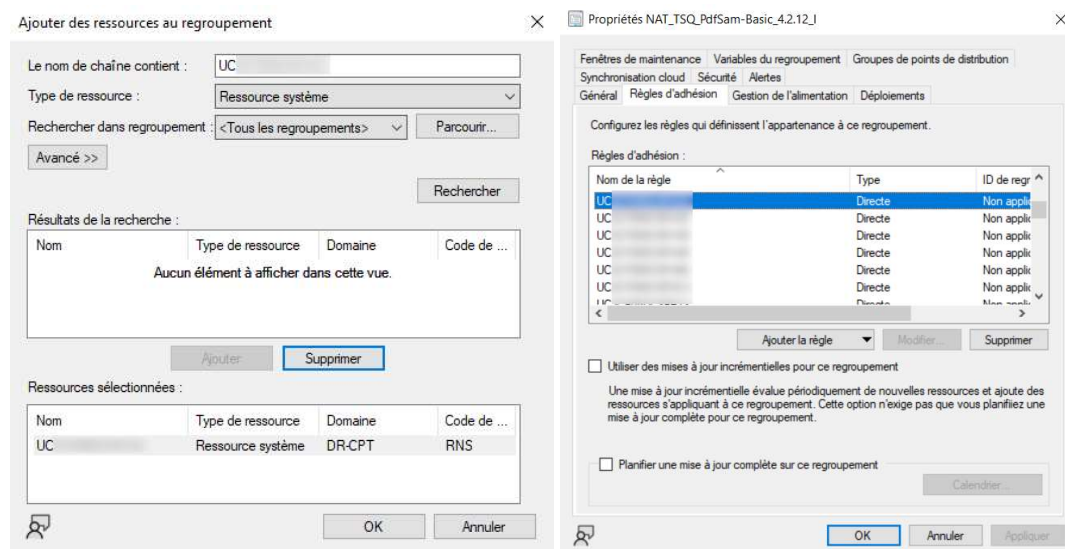 Ajouter des ressources au regroupement
Le nom de chaîne contient :
UC
Type de ressource :
Ressource système
Rechercher dans regroupement :
<Tous les regroupements>
Parcourir...
Avancé >>
Rechercher
Résultats de la recherche :
Nom Type de ressource Domaine Code de ...
Aucun élément à afficher dans cette vue.
Ajouter Supprimer
Ressources sélectionnées :
Nom Type de ressource Domaine Code de ...
UC Ressource système DR-CPT RNS
OK Annuler
Propriétés NAT_TSQ_PdfSam-Basic_4.2.12_I
Fenêtres de maintenance Variables du regroupement Groupes de points de distribution
Synchronisation cloud Sécurité Alertes
Général Règles d'adhésion Gestion de l'alimentation Déploiements
Configurez les règles qui définissent l'appartenance à ce regroupement.
Règles d'adhésion :
Nom de la règle Type ID de regr
UC Directe Non applic
UC Directe Non applic
UC Directe Non applic
UC Directe Non applic
UC Directe Non applic
UC Directe Non applic
UC Directe Non applic
Ajouter la règle Modifier... Supprimer
Utiliser des mises à jour incrémentielles pour ce regroupement
Une mise à jour incrémentielle évalue périodiquement de nouvelles ressources et ajoute des
ressources s'appliquant à ce regroupement. Cette option n'exige pas que vous planifiiez une
mise à jour complète pour ce regroupement.
Planifier une mise à jour complète sur ce regroupement
Calendrier...
OK Annuler Appliquer